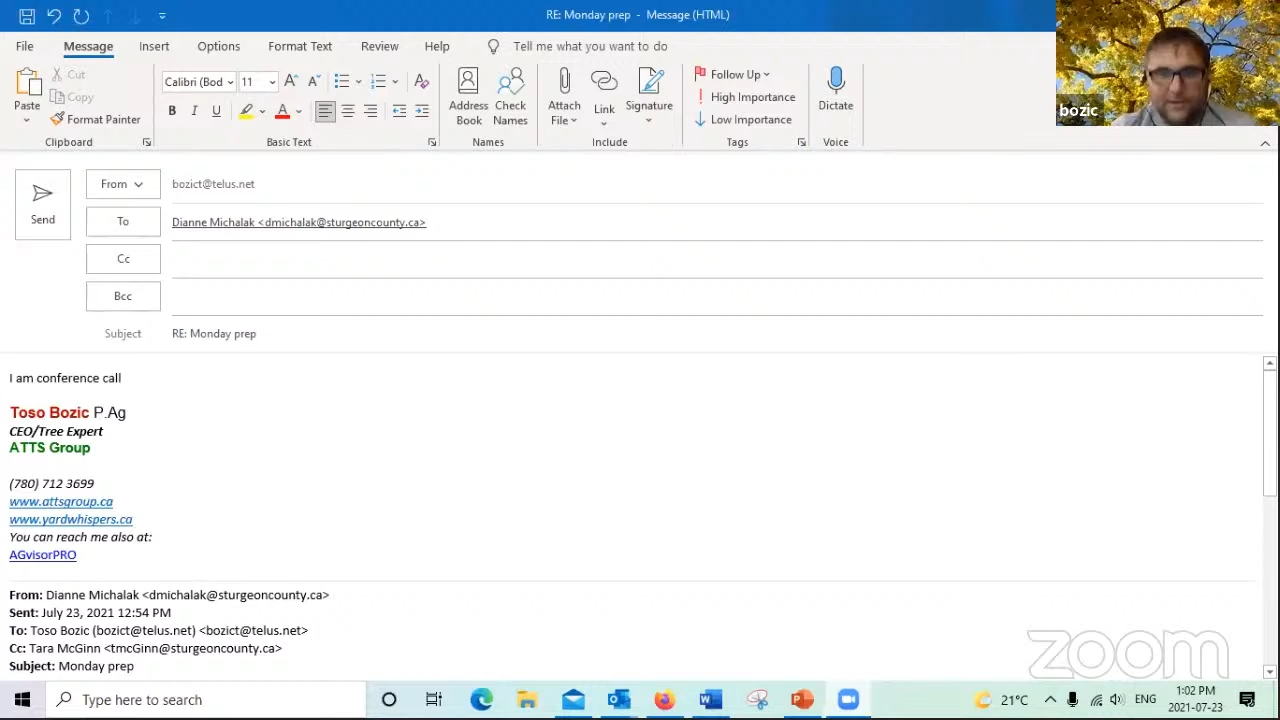 RE: Monday prep - Message (HTML)
File Message Insert Options Format Text Review Help Tell me what you want to do
Paste
Cut
Copy
Format Painter
Clipboard
Calibri (Bod 11
B I U
Basic Text
Address Book
Check Names
Names
Attach File
Link
Signature
Include
Follow Up
High Importance
Low Importance
Tags
Dictate
Voice
bozic
Send
From bozict@telus.net
To Dianne Michalak <dmichalak@sturgeoncounty.ca>
Cc
Bcc
Subject RE: Monday prep
I am conference call
Toso Bozic P.Ag
CEO/Tree Expert
ATTS Group
(780) 712 3699
www.attsgroup.ca
www.yardwhispers.ca
You can reach me also at:
AGvisorPRO
From: Dianne Michalak <dmichalak@sturgeoncounty.ca>
Sent: July 23, 2021 12:54 PM
To: Toso Bozic (bozict@telus.net) <bozict@telus.net>
Cc: Tara McGinn <tmcGinn@sturgeoncounty.ca>
Subject: Monday prep
zoom
Type here to search
21°C
ENG
1:02 PM
2021-07-23